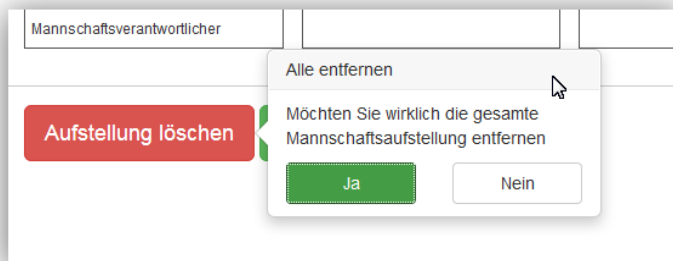 Mannschaftsverantwortlicher
Alle entfernen
Aufstellung löschen
Möchten Sie wirklich die gesamte
Mannschaftsaufstellung entfernen
Ja
Nein